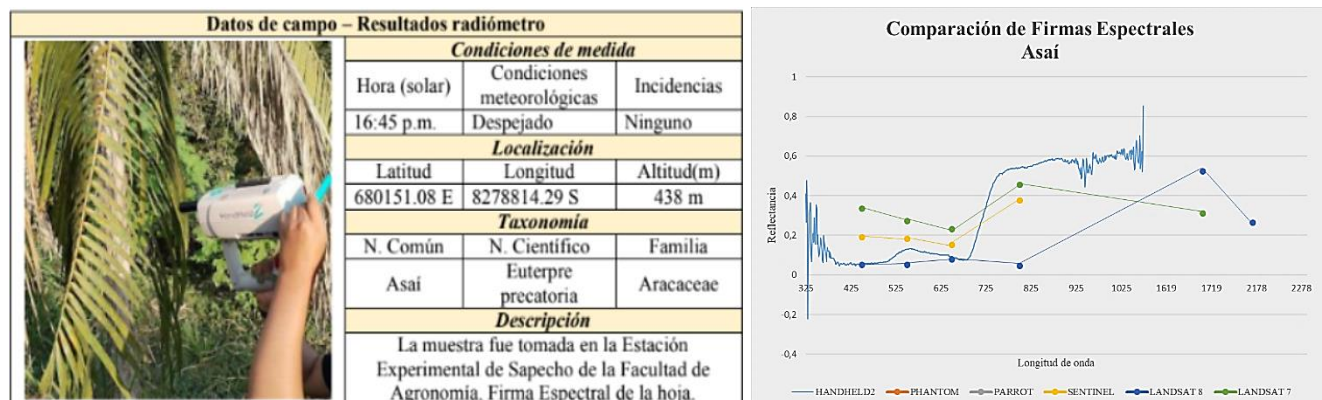 Datos de campo – Resultados radiómetro
Condiciones de medida
Hora (solar) Condiciones meteorológicas Incidencias
16:45 p.m. Despejado Ninguno
Localización
Latitud Longitud Altitud(m)
680151.08 E 8278814.29 S 438 m
Taxonomía
N. Común N. Científico Familia
Asaí Euterpre precatoria Aracaceae
Descripción
La muestra fue tomada en la Estación
Experimental de Sapecho de la Facultad de
Agronomía. Firma Espectral de la hoja.
Comparación de Firmas Espectrales
Asaí
Reflectancia
1
0,8
0,6
0,4
0,2
0
-0,2
-0,4
325 425 525 625 725 825 925 1025 1619 1719 2178 2278
Longitud de onda
HANDHELD2 PHANTOM PARROT SENTINEL LANDSAT 8 LANDSAT 7